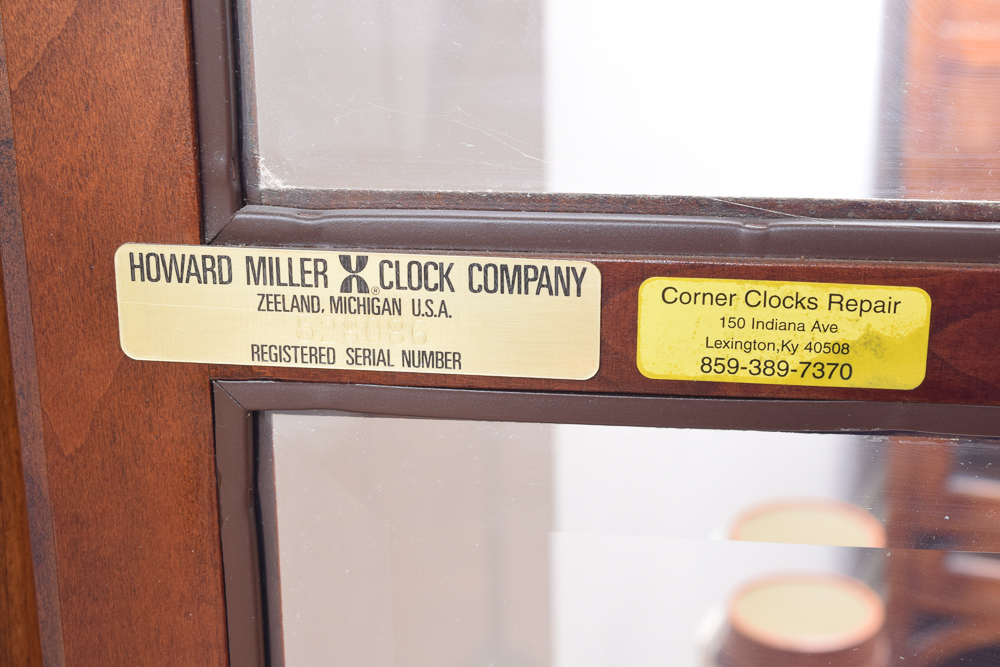 HOWARD MILLER CLOCK COMPANY
ZEELAND, MICHIGAN U.S.A.
REGISTERED SERIAL NUMBER
Corner Clocks Repair
150 Indiana Ave
Lexington,Ky 40508
859-389-7370